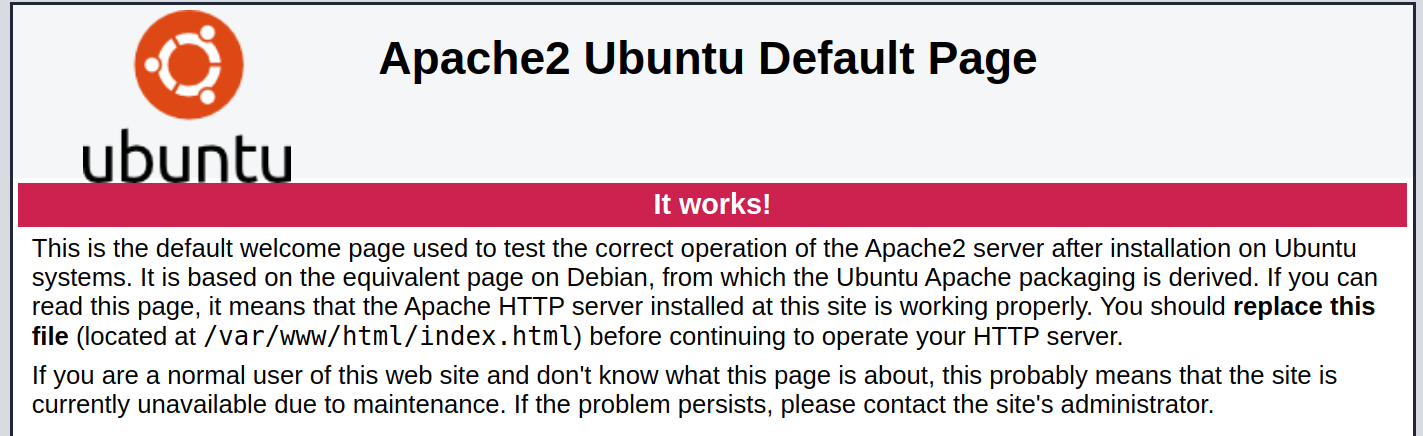 Apache2 Ubuntu Default Page
ubuntu
It works!
This is the default welcome page used to test the correct operation of the Apache2 server after installation on Ubuntu
systems. It is based on the equivalent page on Debian, from which the Ubuntu Apache packaging is derived. If you can
read this page, it means that the Apache HTTP server installed at this site is working properly. You should replace this
file (located at /var/www/html/index.html) before continuing to operate your HTTP server.
If you are a normal user of this web site and don't know what this page is about, this probably means that the site is
currently unavailable due to maintenance. If the problem persists, please contact the site's administrator.